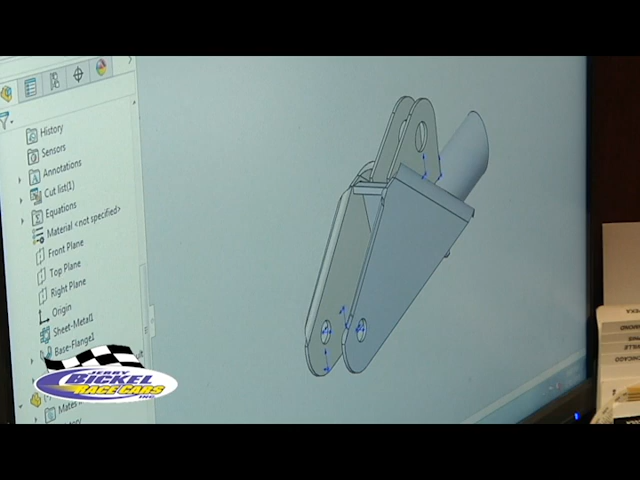 History
Sensors
Annotations
Cut list(1)
Equations
Material <not specified>
Front Plane
Top Plane
Right Plane
Origin
Sheet-Metal1
Base-Flange1
JERRY
BICKEL
RACE CARS
INC
Mates